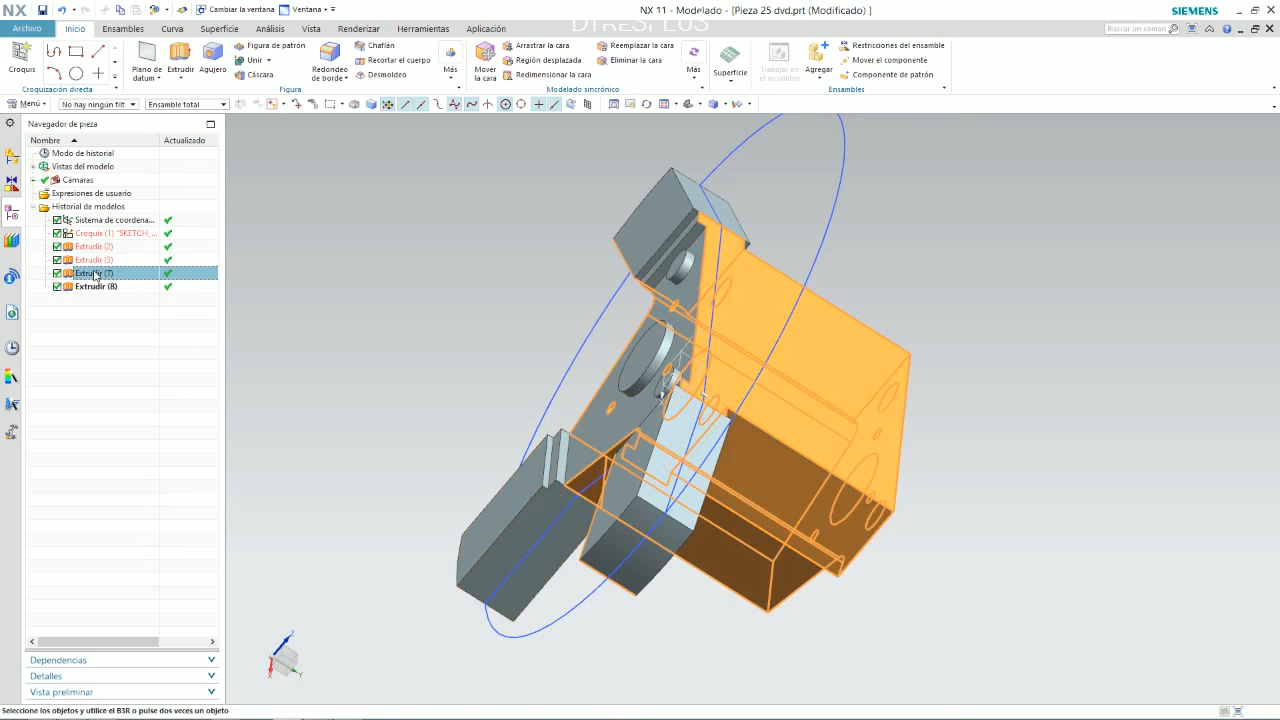 NX
Cambiar la ventana
Ventana
NX 11 - Modelado - [Pieza 25 dvd.prt (Modificado) ]
SIEMENS
DTRESPLUS
Archivo
Inicio
Ensambles
Curva
Superficie
Análisis
Vista
Renderizar
Herramientas
Aplicación
Buscar un coman
Croquis
Croquización directa
Plano de datum
Extrudir
Agujero
Figura de patrón
Unir
Cáscara
Redondeo de borde
Chaflán
Recortar el cuerpo
Desmoldeo
Más
Figura
Mover la cara
Arrastrar la cara
Región desplazada
Redimensionar la cara
Reemplazar la cara
Eliminar la cara
Más
Modelado sincrónico
Superficie
Trabajar en el ensamble
Agregar
Restricciones del ensamble
Mover el componente
Componente de patrón
Ensambles
Menú
No hay ningún filt
Ensamble total
Navegador de pieza
Nombre
Actualizado
Modo de historial
Vistas del modelo
Cámaras
Expresiones de usuario
Historial de modelos
Sistema de coordena...
Croquis (1) "SKETCH_...
Extrudir (2)
Extrudir (5)
Extrudir (7)
Extrudir (8)
Dependencias
Detalles
Vista preliminar
Z
X
Y
Seleccione los objetos y utilice el B3R o pulse dos veces un objeto